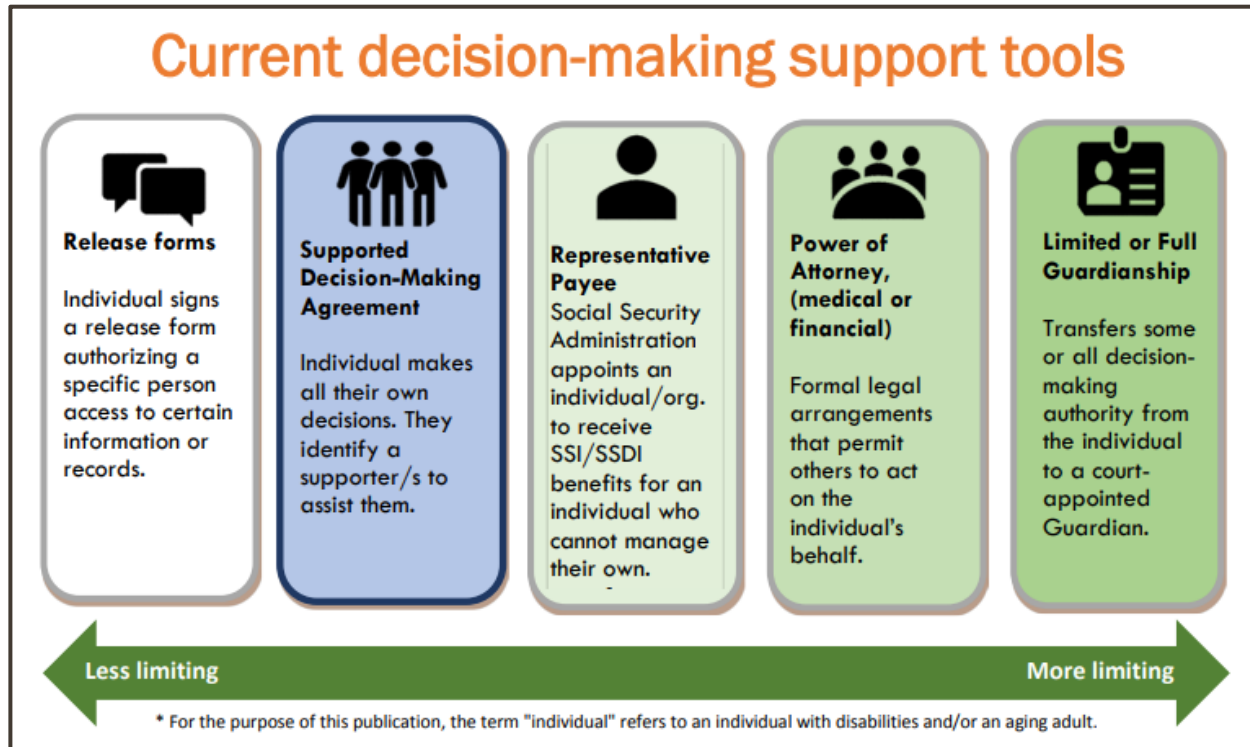 Current decision-making support tools
Release forms
Individual signs
a release form
authorizing a
specific person
access to certain
information or
records.
Supported
Decision-Making
Agreement
Individual makes
all their own
decisions. They
identify a
supporter/s to
assist them.
Representative
Payee
Social Security
Administration
appoints an
individual/org.
to receive
SSI/SSDI
benefits for an
individual who
cannot manage
their own.
Power of
Attorney,
(medical or
financial)
Formal legal
arrangements
that permit
others to act
on the
individual's
behalf.
Limited or Full
Guardianship
Transfers some
or all decision-
making
authority from
the individual
to a court-
appointed
Guardian.
Less limiting
More limiting
* For the purpose of this publication, the term "individual" refers to an individual with disabilities and/or an aging adult.